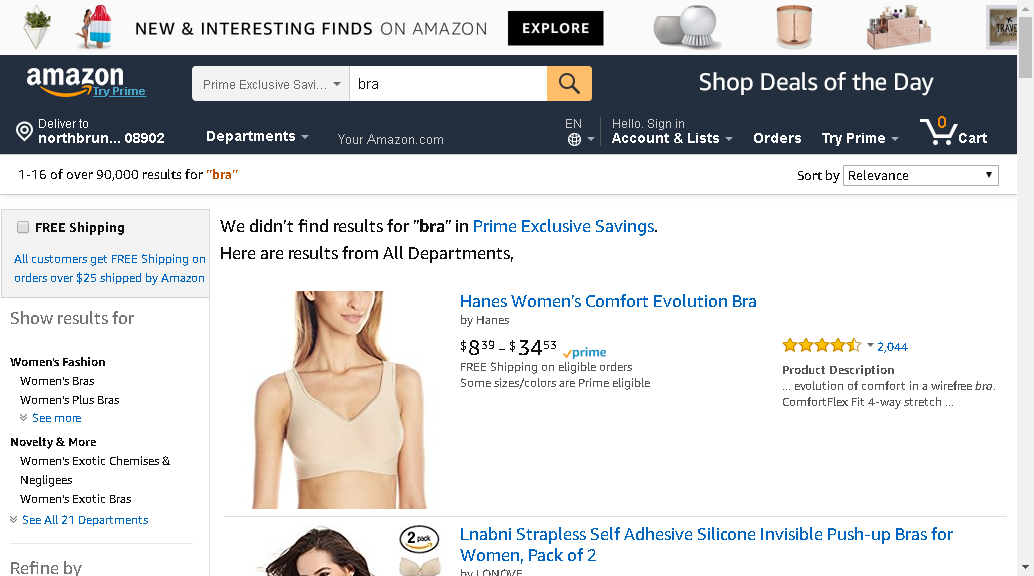 NEW & INTERESTING FINDS ON AMAZON
EXPLORE
TRAVE
amazon
Try Prime
Prime Exclusive Savi...
bra
Shop Deals of the Day
Deliver to
northbrun... 08902
Departments
Your Amazon.com
EN
Hello. Sign in
Account & Lists
Orders
Try Prime
0
Cart
1-16 of over 90,000 results for "bra"
Sort by Relevance
FREE Shipping
All customers get FREE Shipping on
orders over $25 shipped by Amazon
Show results for
Women's Fashion
Women's Bras
Women's Plus Bras
See more
Novelty & More
Women's Exotic Chemises &
Negligees
Women's Exotic Bras
See All 21 Departments
Refine by
We didn't find results for "bra" in Prime Exclusive Savings.
Here are results from All Departments,
Hanes Women's Comfort Evolution Bra
by Hanes
$8 39 - $34 53
prime
FREE Shipping on eligible orders
Some sizes/colors are Prime eligible
2,044
Product Description
... evolution of comfort in a wirefree bra.
ComfortFlex Fit 4-way stretch ...
2 pack
Lnabni Strapless Self Adhesive Silicone Invisible Push-up Bras for
Women, Pack of 2
by LONOVE